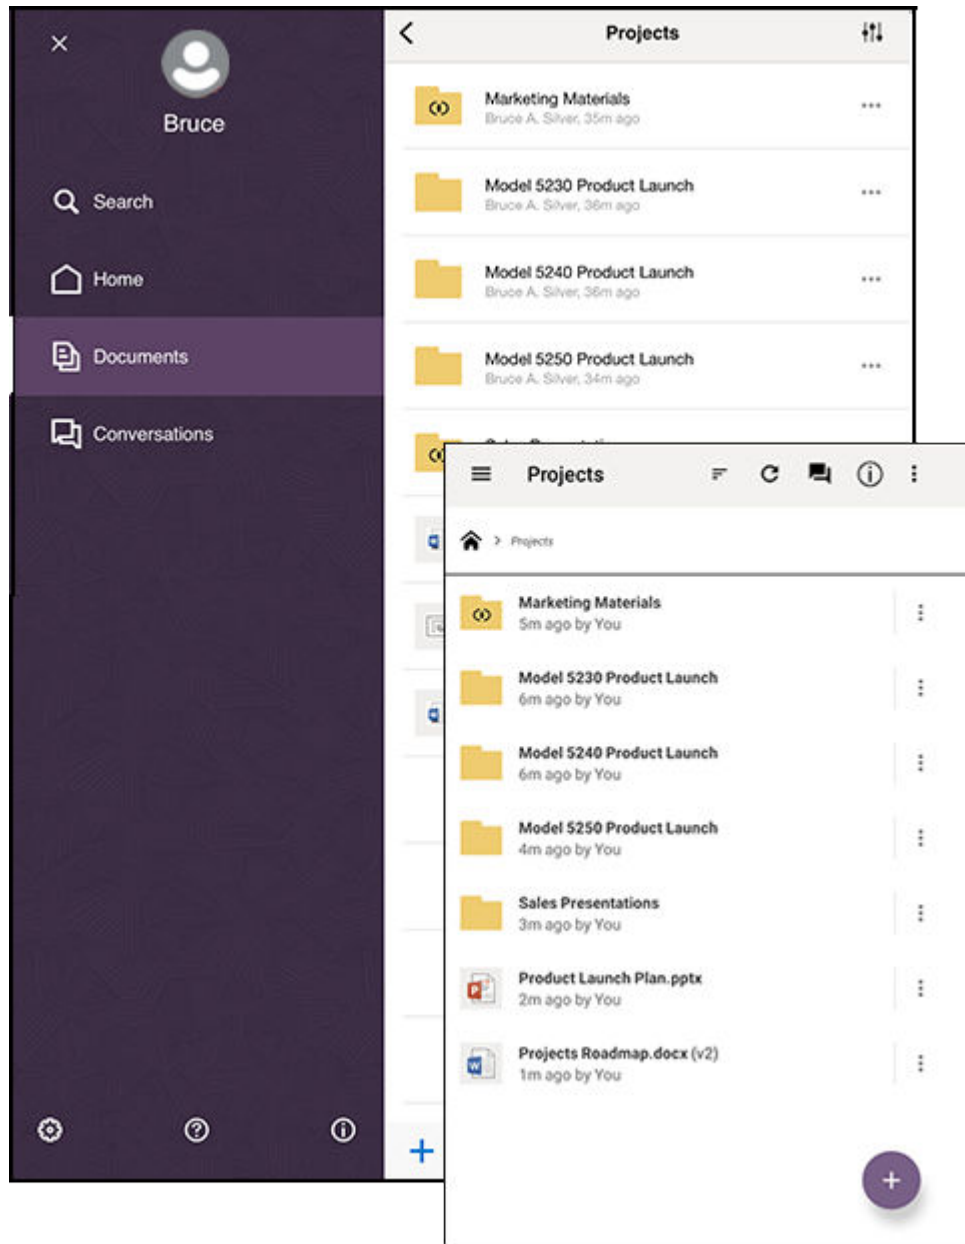 Bruce
Search
Home
Documents
Conversations
Projects
Marketing Materials
Bruce A. Silver, 35m ago
Model 5230 Product Launch
Bruce A. Silver, 36m ago
Model 5240 Product Launch
Bruce A. Silver, 36m ago
Model 5250 Product Launch
Bruce A. Silver, 34m ago
Projects
Projects
Marketing Materials
5m ago by You
Model 5230 Product Launch
6m ago by You
Model 5240 Product Launch
6m ago by You
Model 5250 Product Launch
4m ago by You
Sales Presentations
3m ago by You
Product Launch Plan.pptx
2m ago by You
Projects Roadmap.docx (v2)
1m ago by You